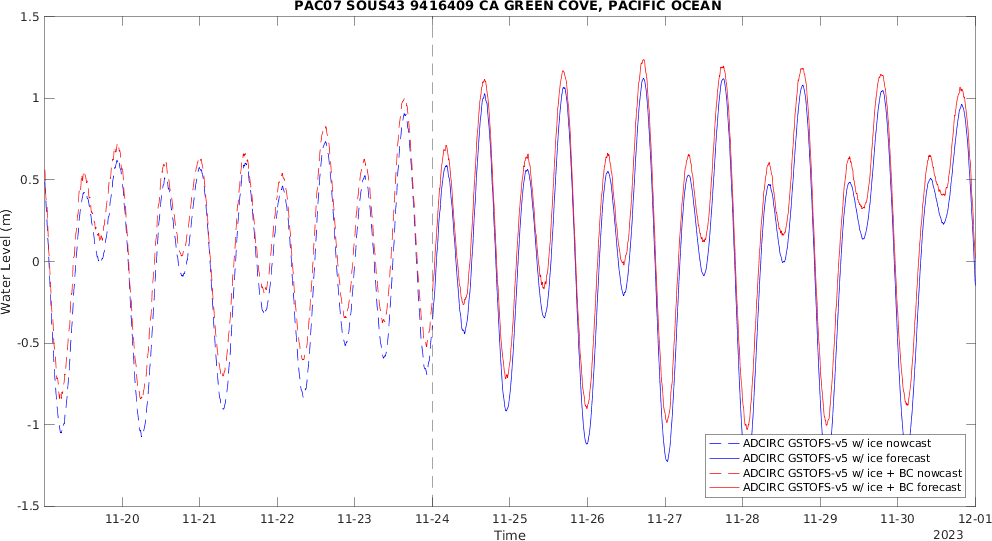 PAC07 SOUS43 9416409 CA GREEN COVE, PACIFIC OCEAN
1.5
1
0.5
0
-0.5
-1
-1.5
Water Level (m)
ADCIRC GSTOFS-v5 w/ ice nowcast
ADCIRC GSTOFS-v5 w/ ice forecast
ADCIRC GSTOFS-v5 w/ ice + BC nowcast
ADCIRC GSTOFS-v5 w/ ice + BC forecast
11-20 11-21 11-22 11-23 11-24 11-25 11-26 11-27 11-28 11-29 11-30 12-01
Time
2023